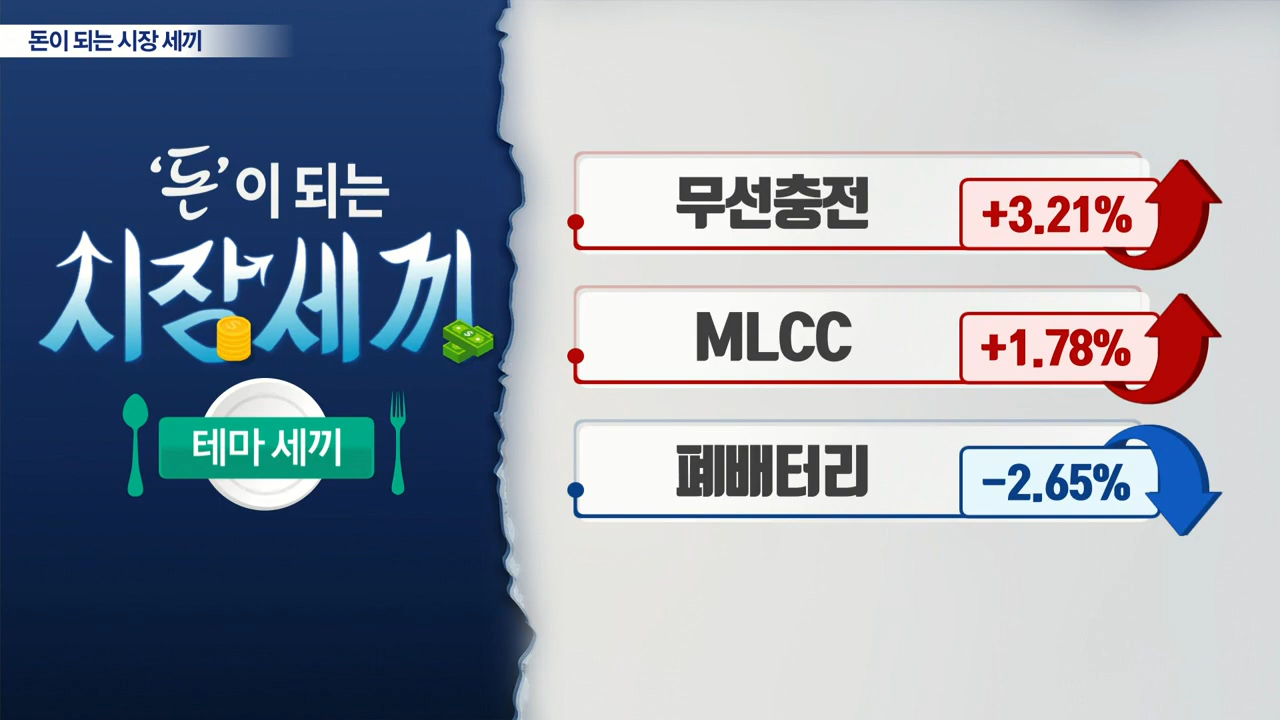 돈이 되는 시장 세끼
‘돈’이 되는
시장세끼
테마 세끼
무선충전
+3.21%
MLCC
+1.78%
폐배터리
-2.65%